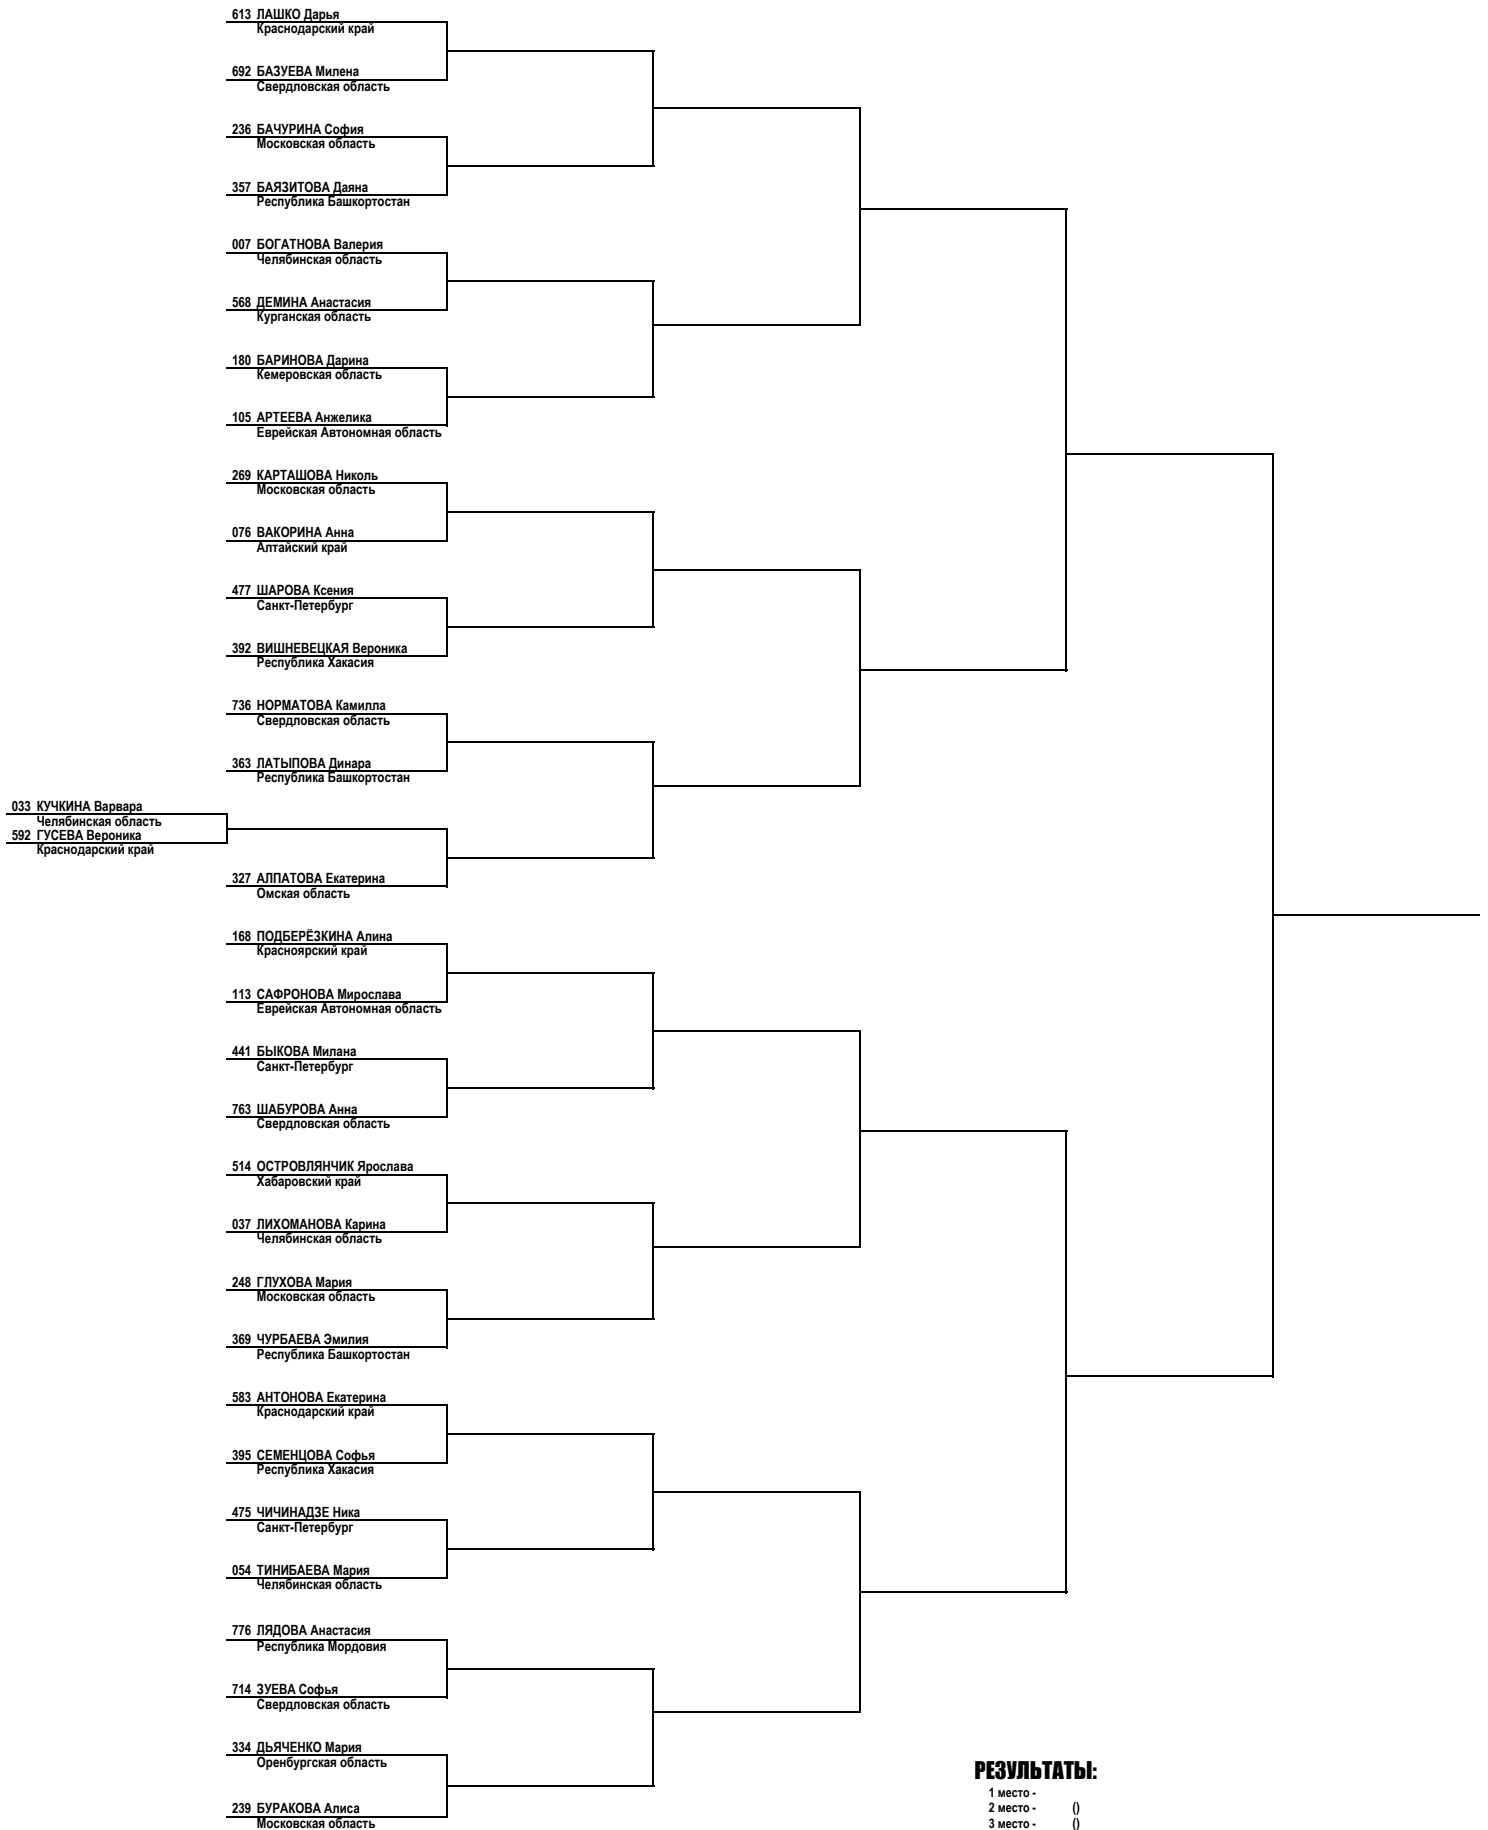 613 ЛАШКО Дарья
Краснодарский край
692 БАЗУЕВА Милена
Свердловская область
236 БАЧУРИНА София
Московская область
357 БАЯЗИТОВА Даяна
Республика Башкортостан
007 БОГАТНОВА Валерия
Челябинская область
568 ДЕМИНА Анастасия
Курганская область
180 БАРИНОВА Дарина
Кемеровская область
105 АРТЕЕВА Анжелика
Еврейская Автономная область
269 КАРТАШОВА Николь
Московская область
076 ВАКОРИНА Анна
Алтайский край
477 ШАРОВА Ксения
Санкт-Петербург
392 ВИШНЕВЕЦКАЯ Вероника
Республика Хакасия
736 НОРМАТОВА Камилла
Свердловская область
363 ЛАТЫПОВА Динара
Республика Башкортостан
033 КУЧКИНА Варвара
Челябинская область
592 ГУСЕВА Вероника
Краснодарский край
327 АЛПАТОВА Екатерина
Омская область
168 ПОДБЕРЁЗКИНА Алина
Красноярский край
113 САФРОНОВА Мирослава
Еврейская Автономная область
441 БЫКОВА Милана
Санкт-Петербург
763 ШАБУРОВА Анна
Свердловская область
514 ОСТРОВЛЯНЧИК Ярослава
Хабаровский край
037 ЛИХОМАНОВА Карина
Челябинская область
248 ГЛУХОВА Мария
Московская область
369 ЧУРБАЕВА Эмилия
Республика Башкортостан
583 АНТОНОВА Екатерина
Краснодарский край
395 СЕМЕНЦОВА Софья
Республика Хакасия
475 ЧИЧИНАДЗЕ Ника
Санкт-Петербург
054 ТИНИБАЕВА Мария
Челябинская область
776 ЛЯДОВА Анастасия
Республика Мордовия
714 ЗУЕВА Софья
Свердловская область
334 ДЬЯЧЕНКО Мария
Оренбургская область
239 БУРАКОВА Алиса
Московская область
РЕЗУЛЬТАТЫ:
1 место -
2 место - ()
3 место - ()